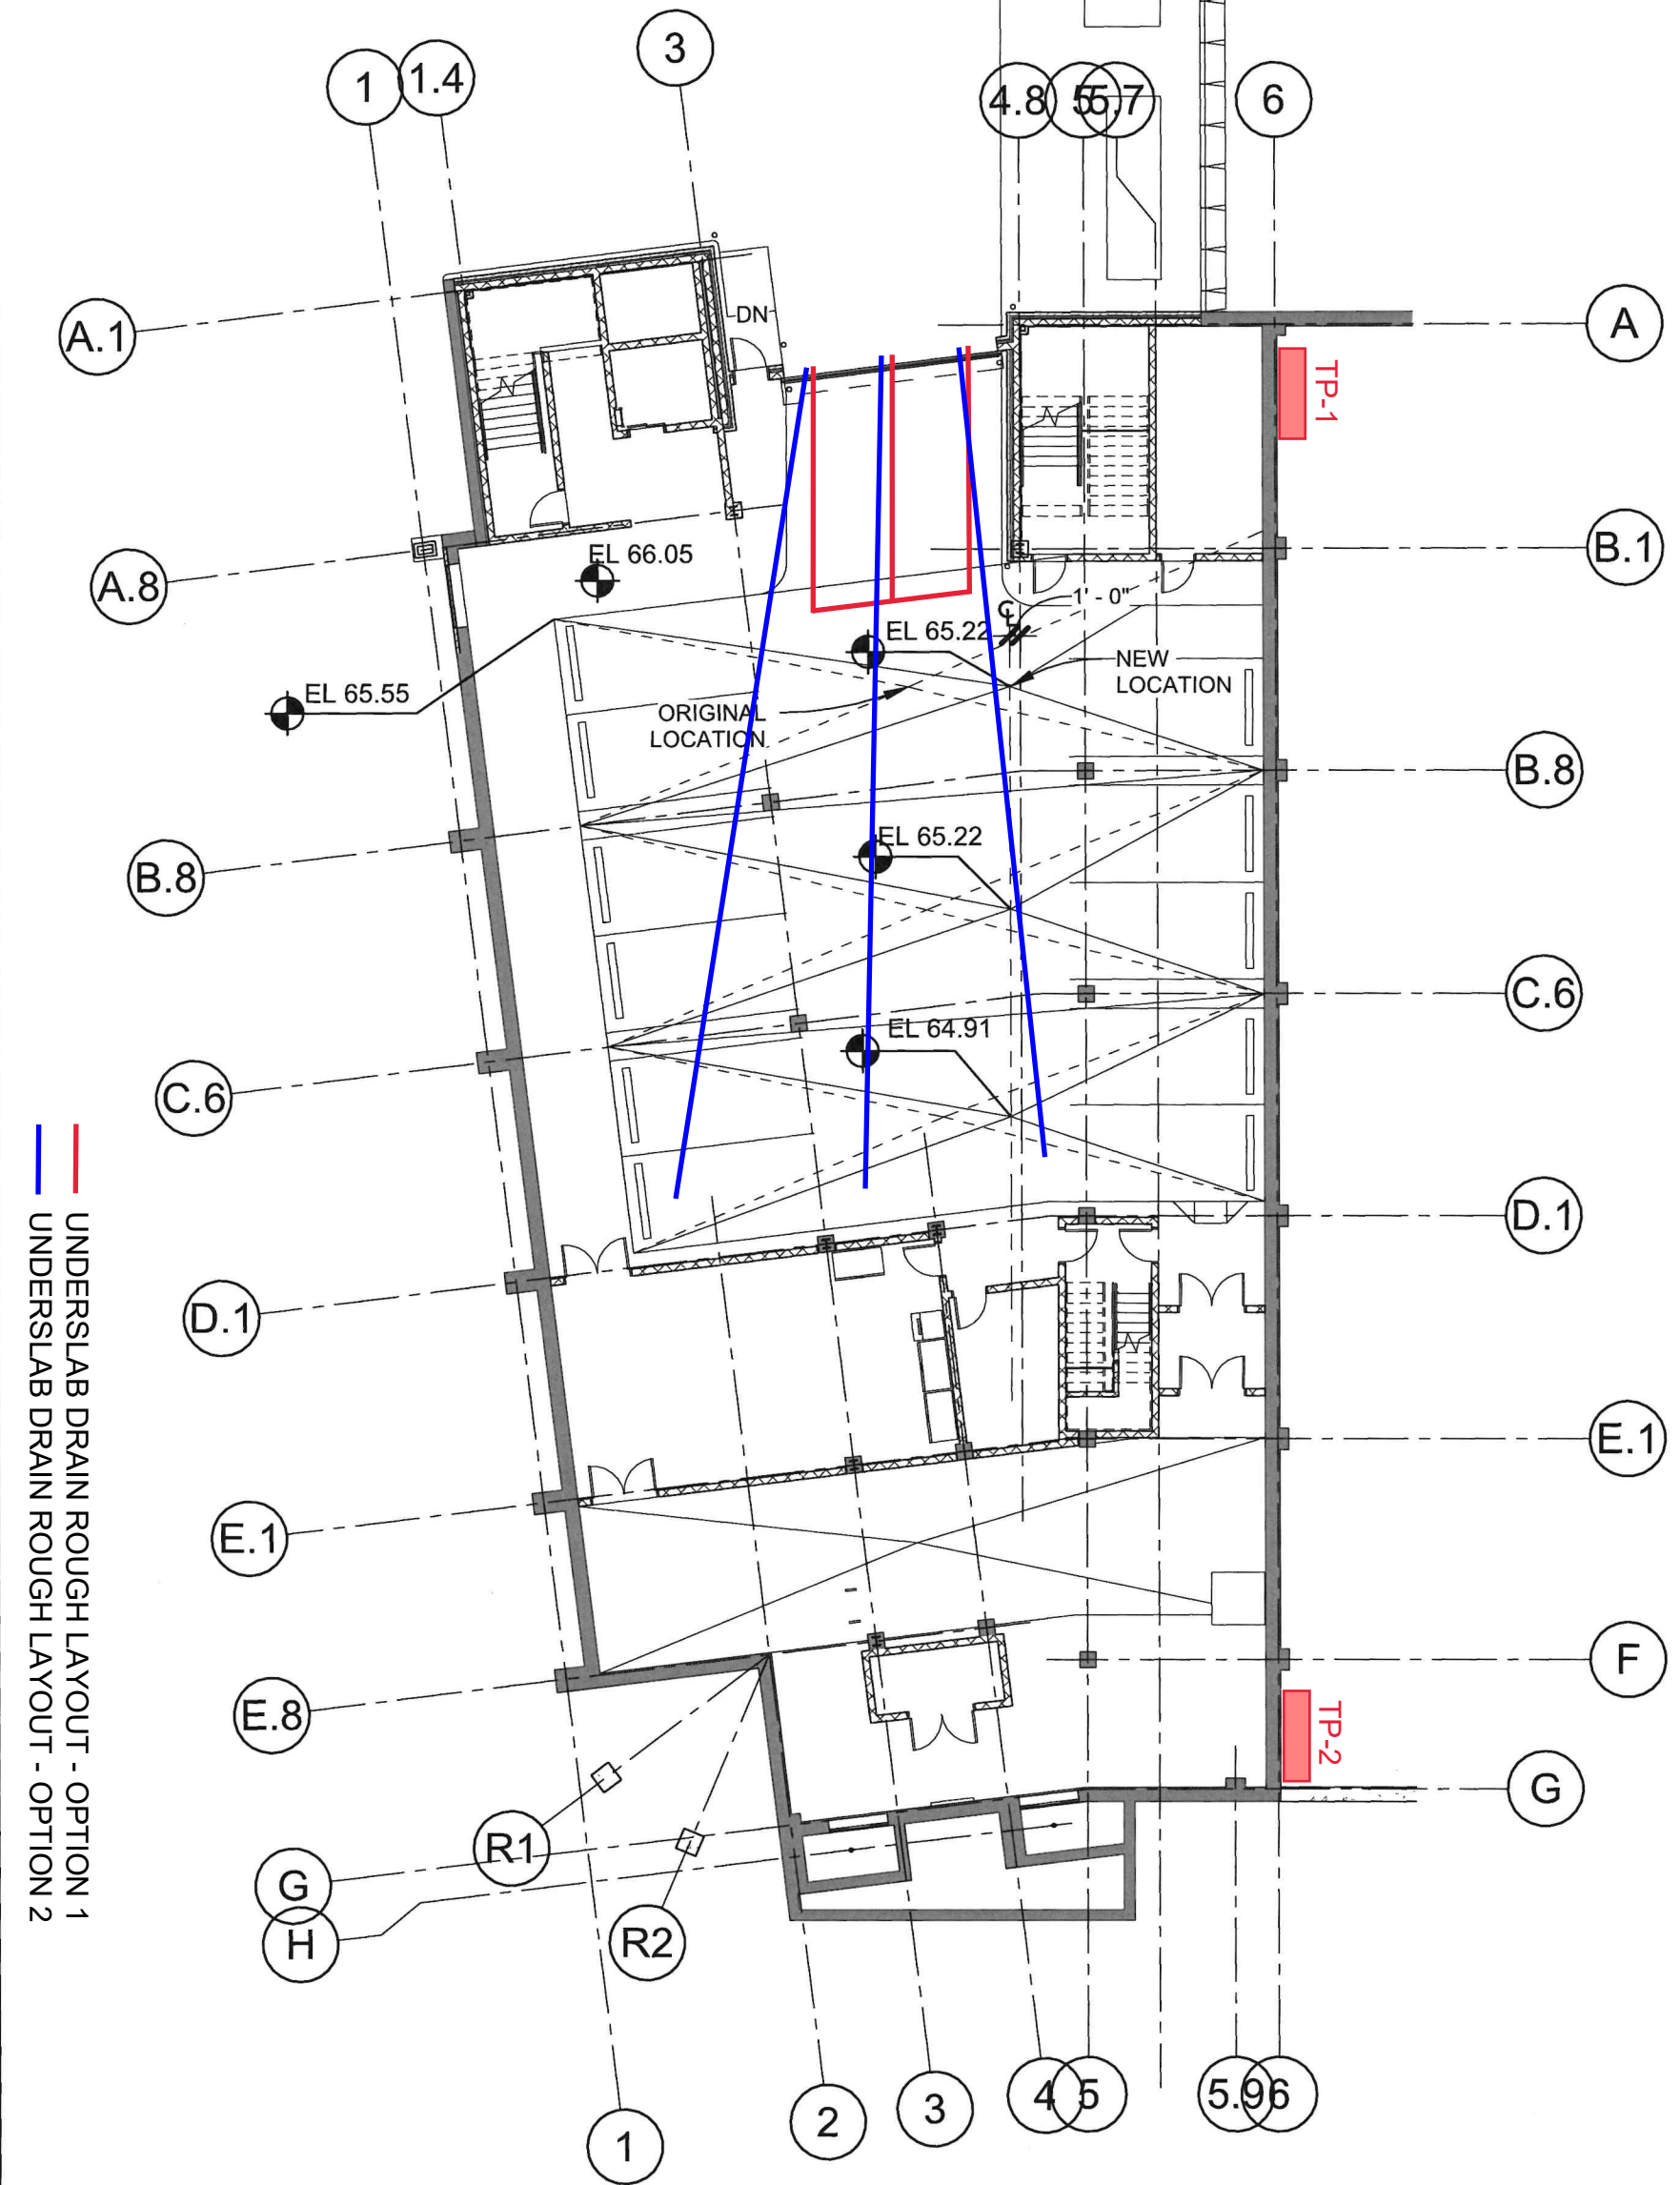 3
1
1.4
4.8
5
5.7
6
A.1
DN
A
TP-1
A.8
EL 66.05
B.1
1' - 0"
EL 65.22
NEW
LOCATION
EL 65.55
ORIGINAL
LOCATION
B.8
EL 65.22
B.8
C.6
EL 64.91
C.6
D.1
D.1
E.1
E.1
F
E.8
TP-2
G
R1
G
H
R2
1
2
3
4
5
5.9
6
UNDERSLAB DRAIN ROUGH LAYOUT - OPTION 1
UNDERSLAB DRAIN ROUGH LAYOUT - OPTION 2